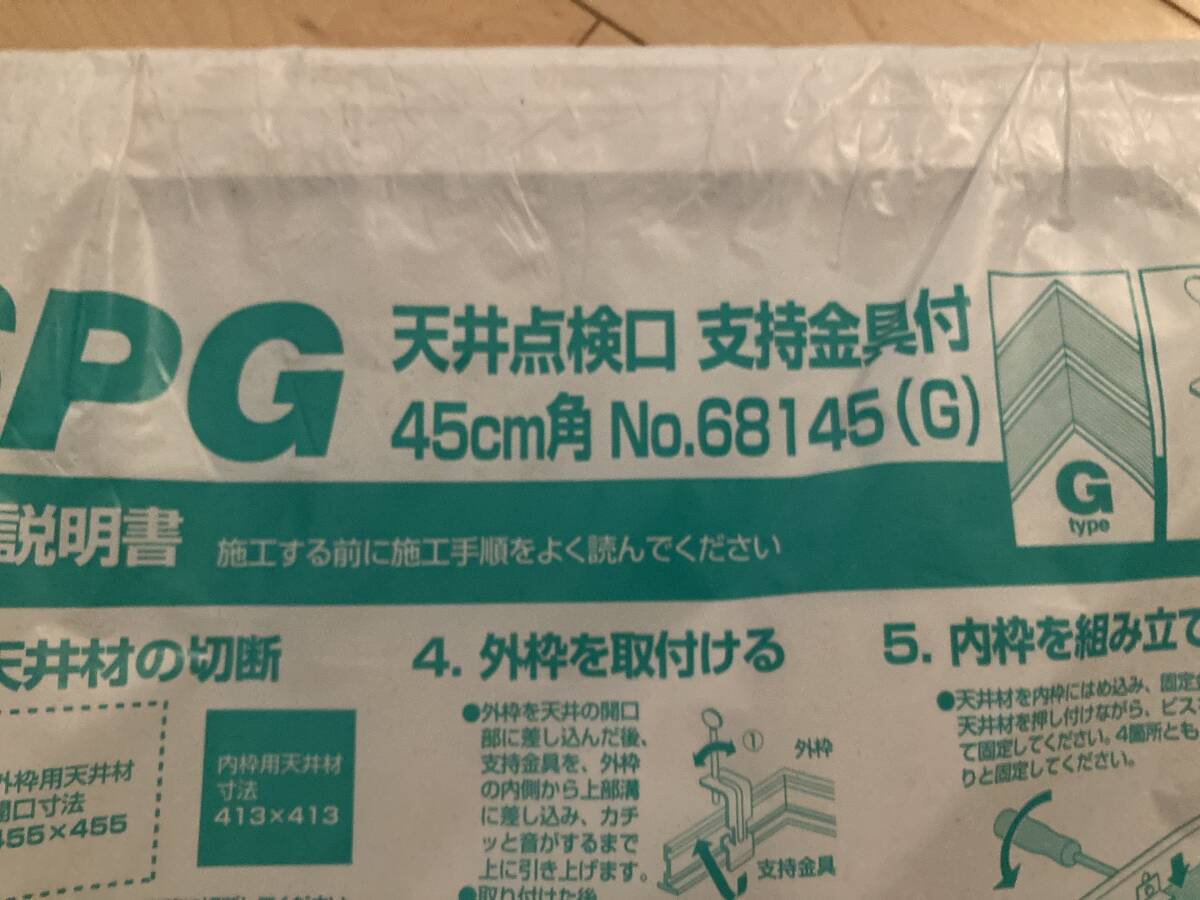 SPG
天井点検口 支持金具付
45cm角 No.68145(G)
G
type
説明書 施工する前に施工手順をよく読んでください
天井材の切断
外枠用天井材
開口寸法
455×455
内枠用天井材
寸法
413×413
4. 外枠を取付ける
●外枠を天井の開口
部に差し込んだ後、
支持金具を、外枠
の内側から上部溝
に差し込み、カチ
ッと音がするまで
上に引き上げます。
●取り付けた後
①
外枠
支持金具
5. 内枠を組み立て
●天井材を内枠にはめ込み、固定金
天井材を押し付けながら、ビス
て固定してください。4箇所とも
りと固定してください。